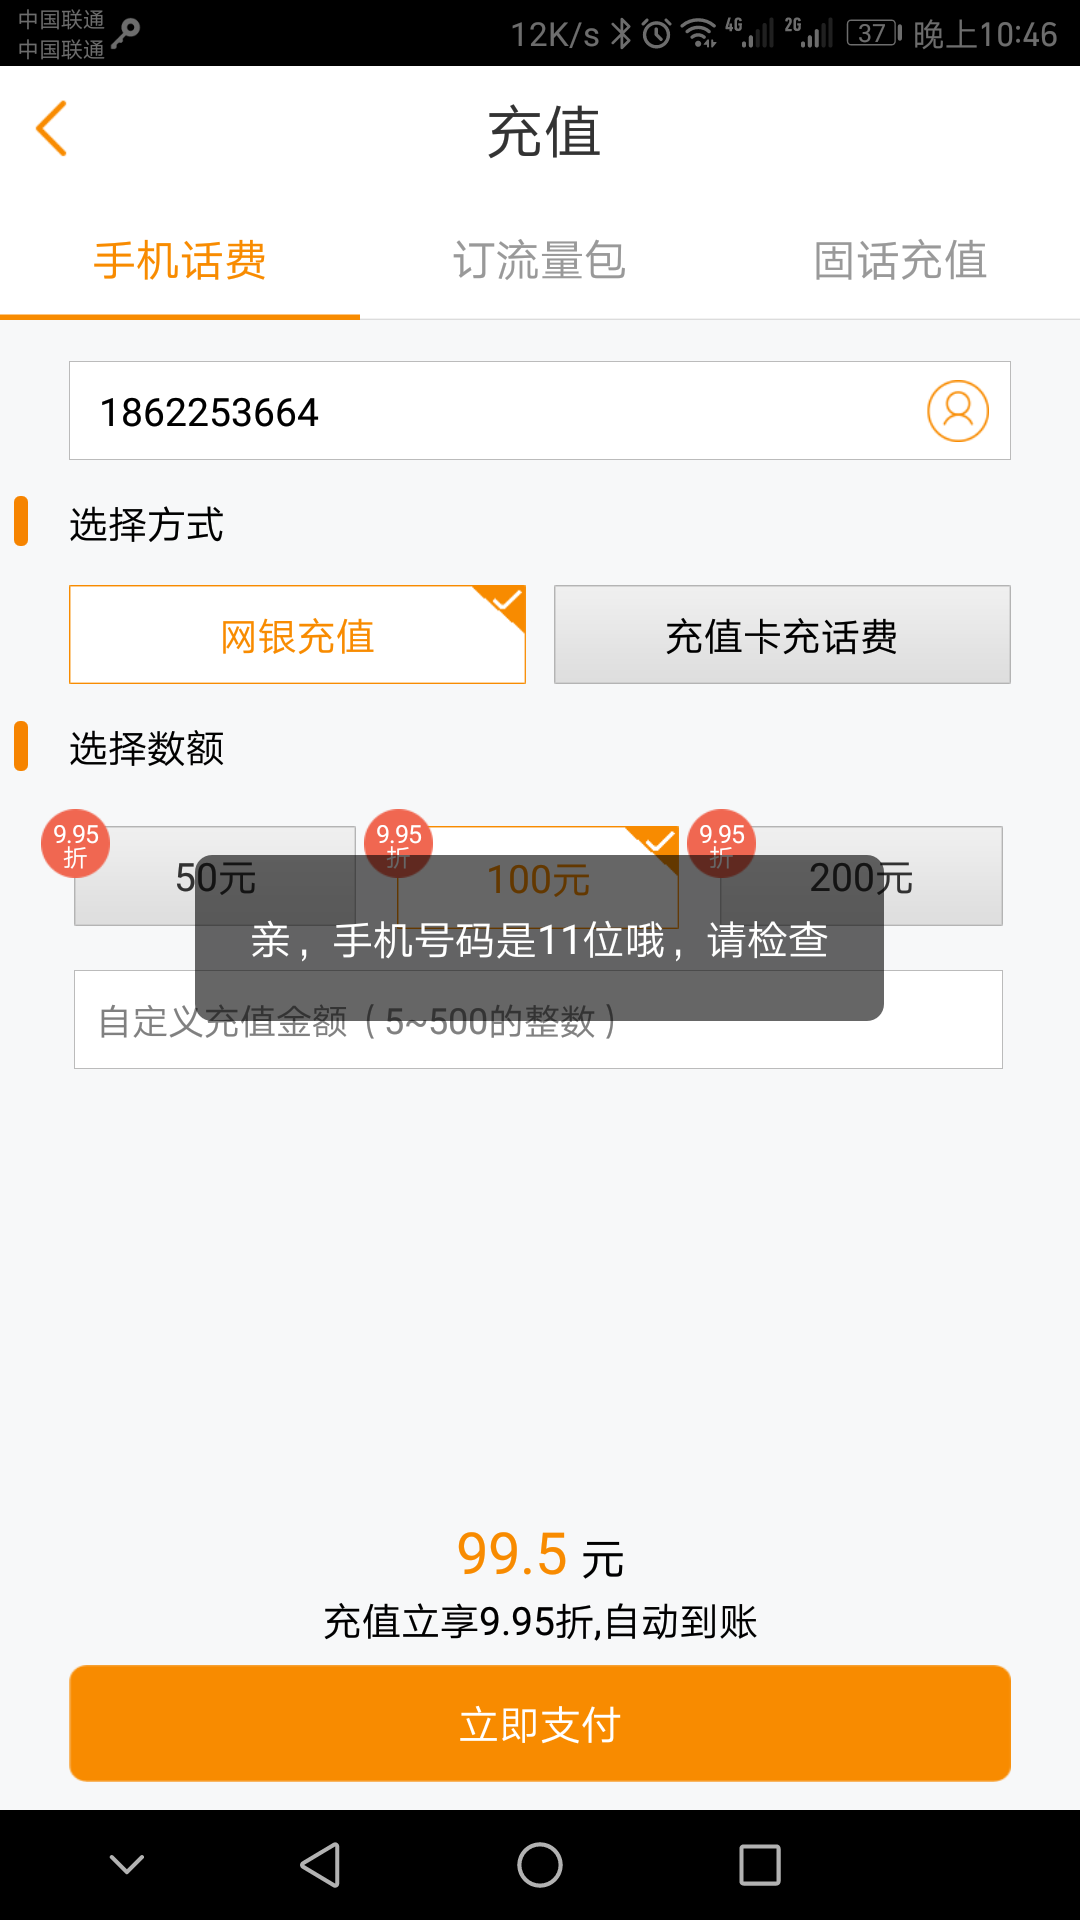 中国联通
中国联通
12K/s 4G 2G 37 晚上10:46
充值
手机话费 订流量包 固话充值
1862253664
选择方式
网银充值 充值卡充话费
选择数额
9.95折 50元 9.95折 100元 9.95折 200元
亲，手机号码是11位哦，请检查
自定义充值金额（5~500的整数）
99.5 元
充值立享9.95折,自动到账
立即支付